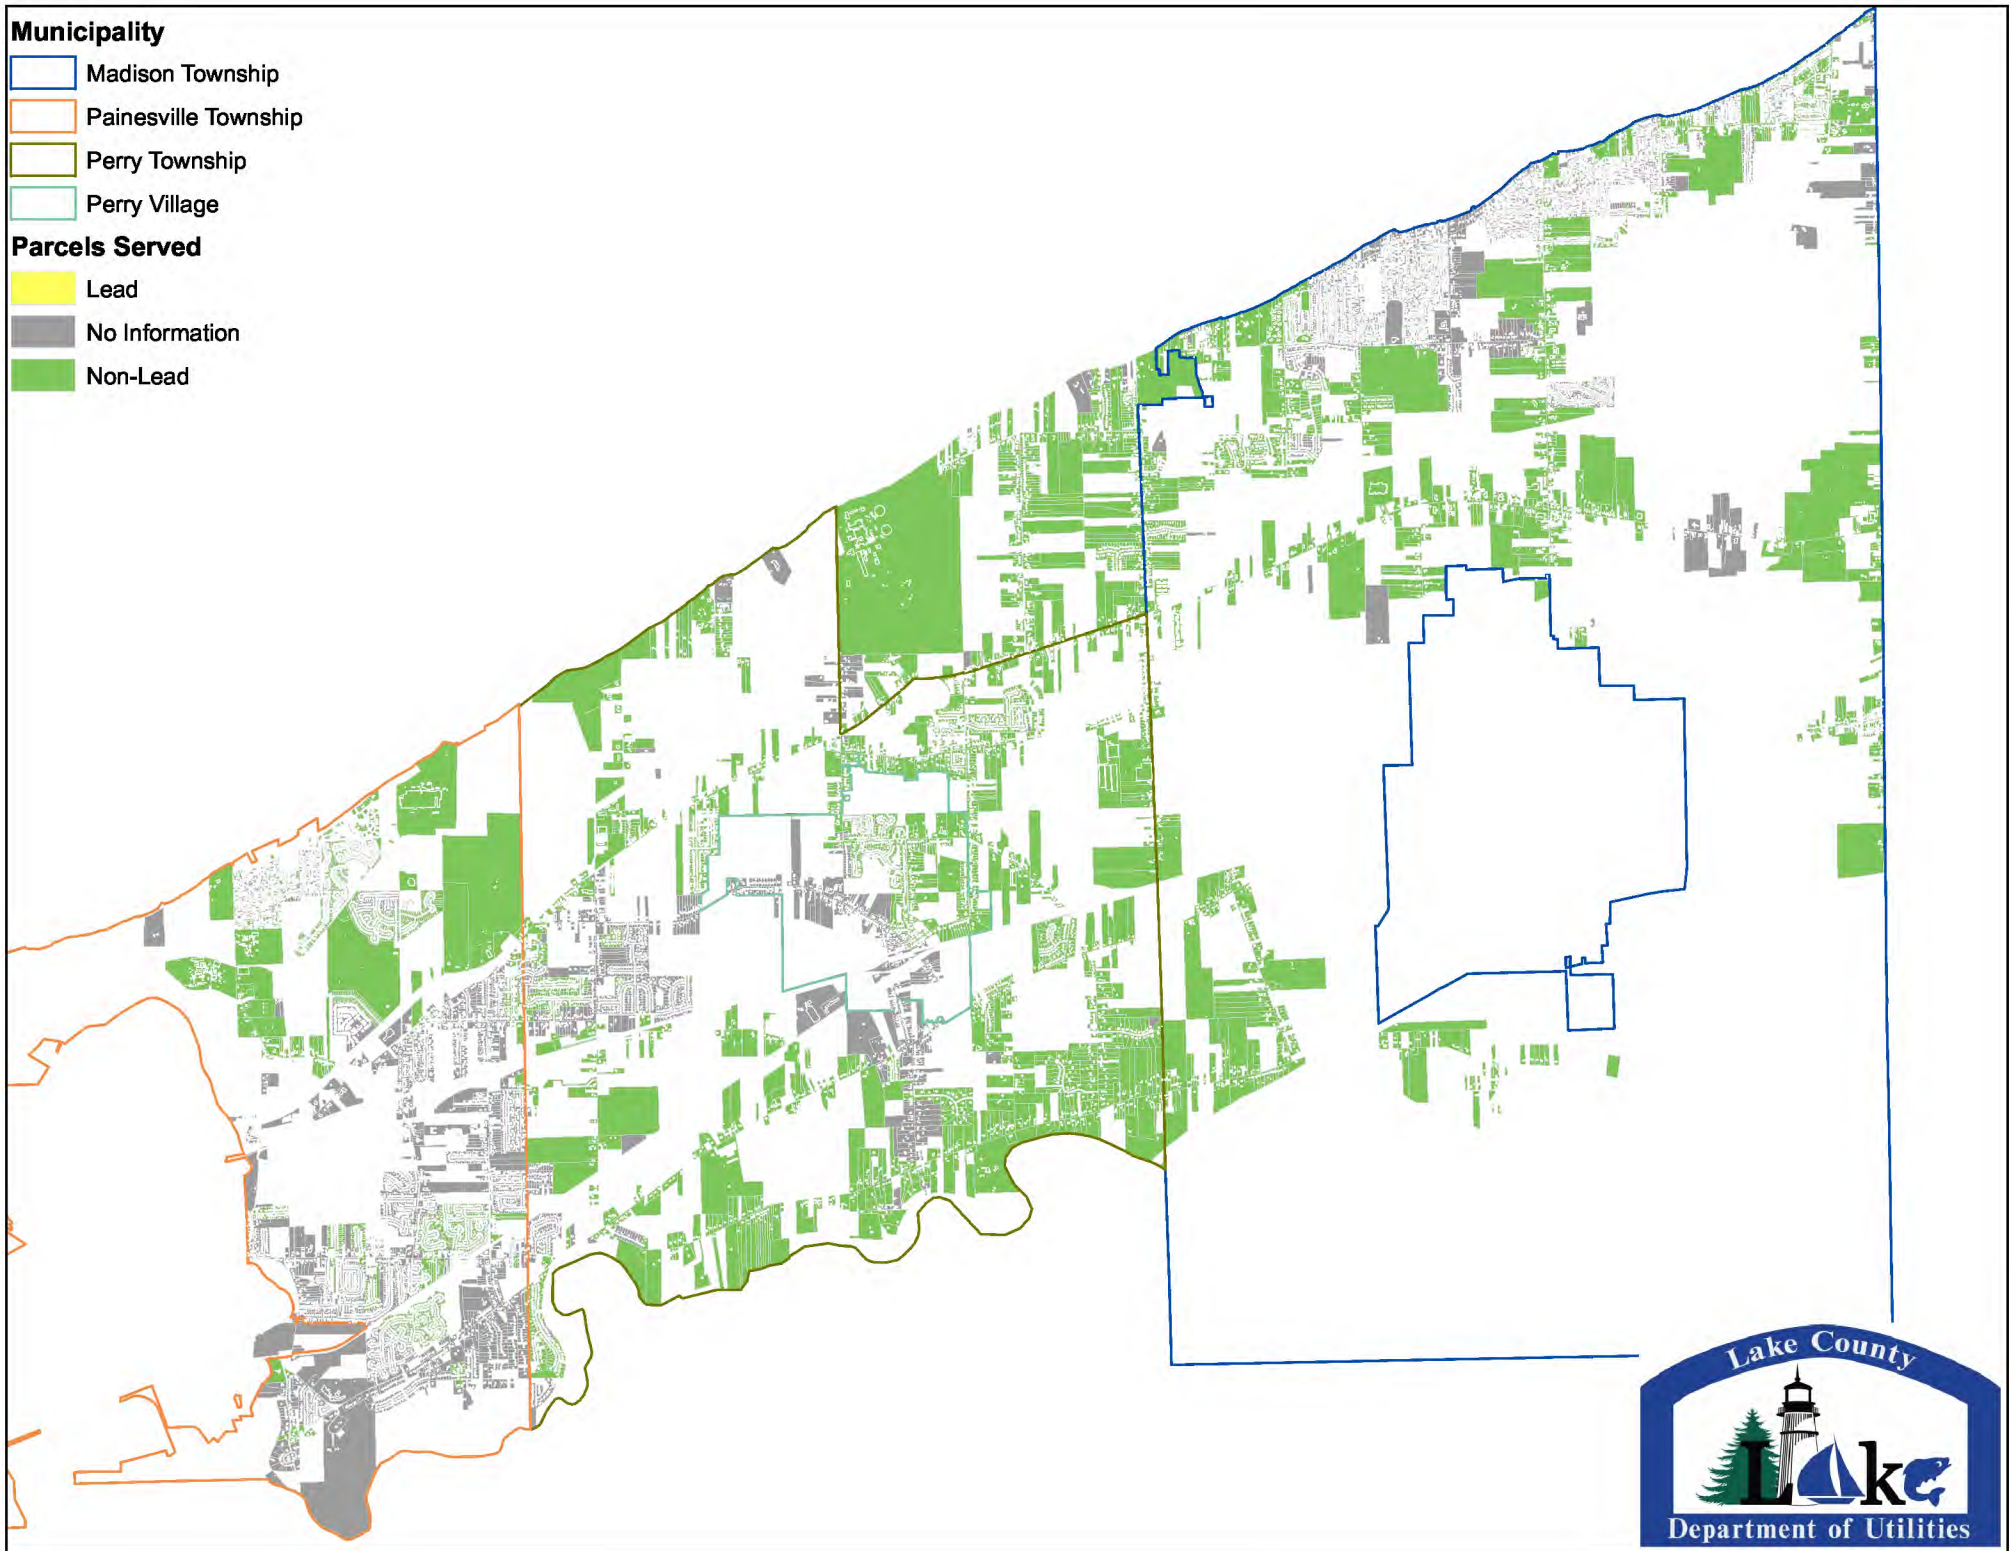 Municipality
Madison Township
Painesville Township
Perry Township
Perry Village
Parcels Served
Lead
No Information
Non-Lead
Lake County
Lake
Department of Utilities